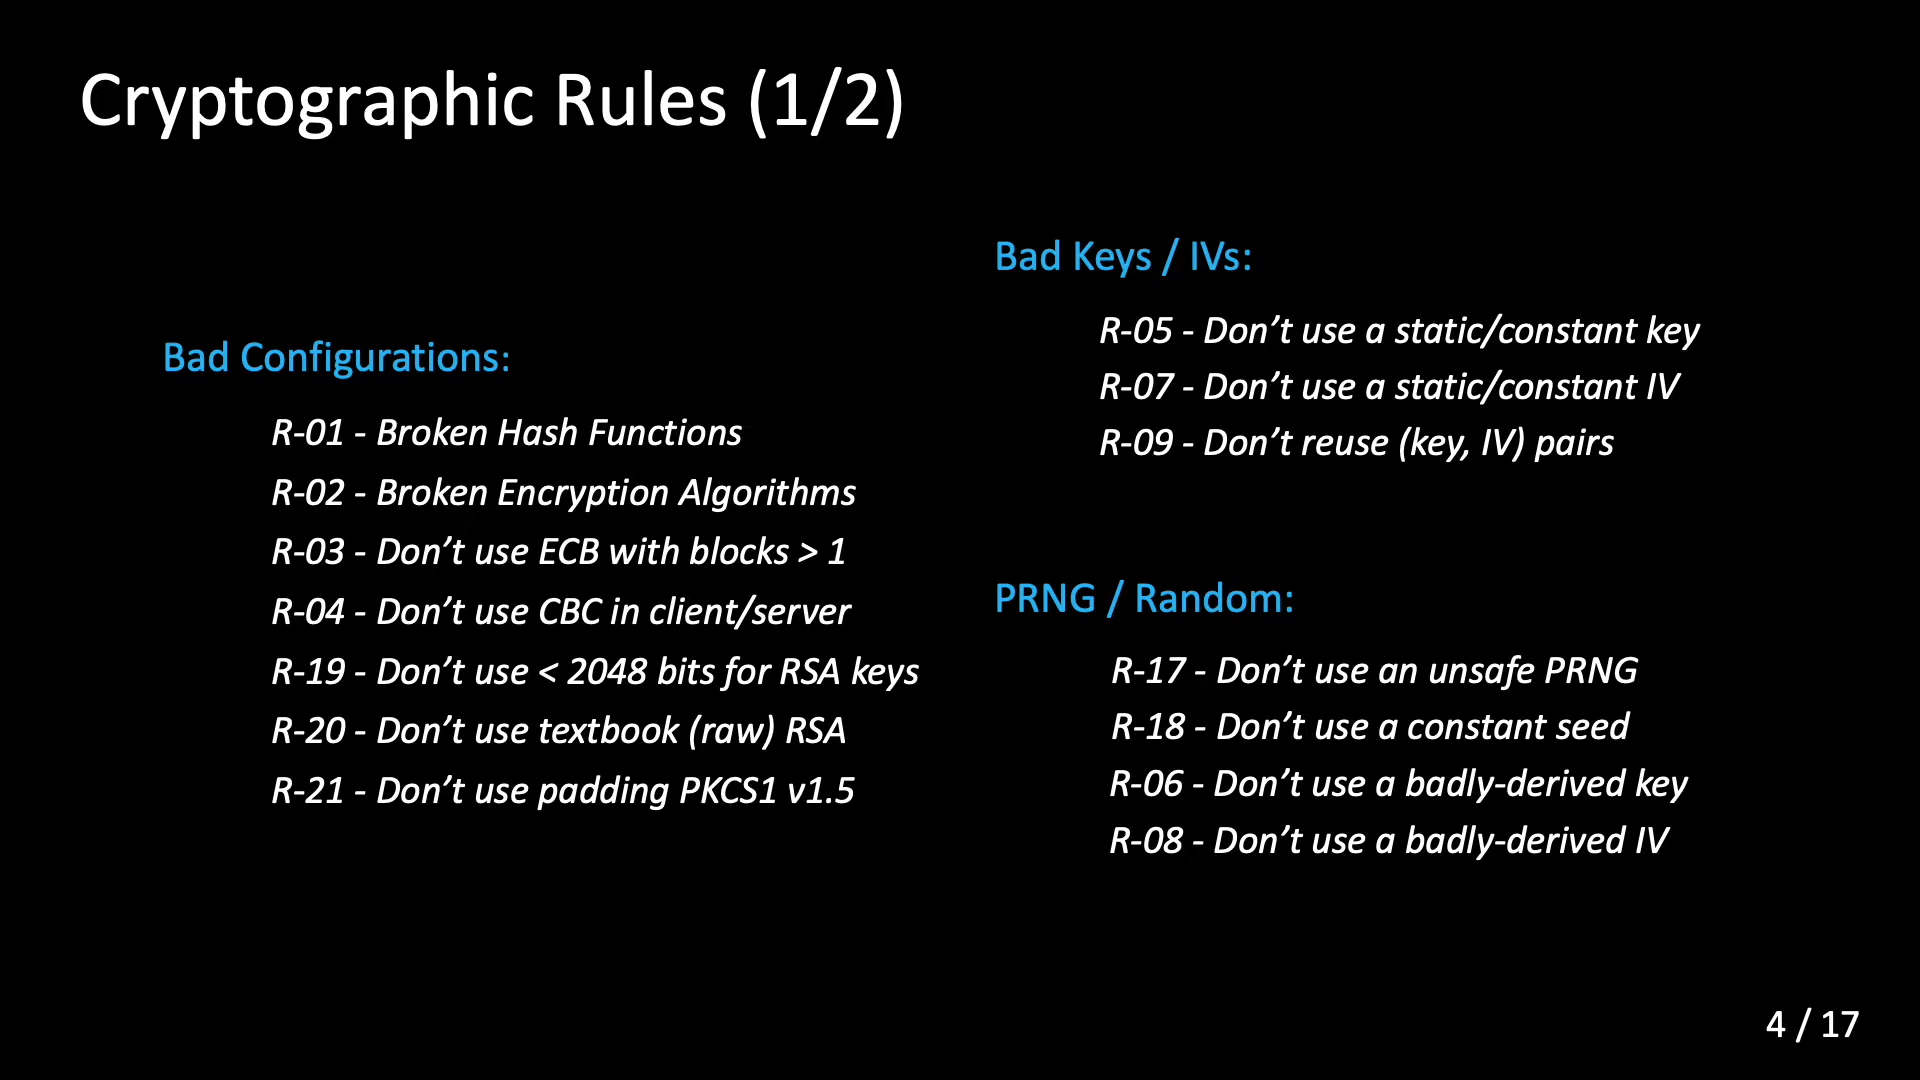 Cryptographic Rules (1/2)
Bad Configurations:
R-01 - Broken Hash Functions
R-02 - Broken Encryption Algorithms
R-03 - Don’t use ECB with blocks > 1
R-04 - Don’t use CBC in client/server
R-19 - Don’t use < 2048 bits for RSA keys
R-20 - Don’t use textbook (raw) RSA
R-21 - Don’t use padding PKCS1 v1.5
Bad Keys / IVs:
R-05 - Don’t use a static/constant key
R-07 - Don’t use a static/constant IV
R-09 - Don’t reuse (key, IV) pairs
PRNG / Random:
R-17 - Don’t use an unsafe PRNG
R-18 - Don’t use a constant seed
R-06 - Don’t use a badly-derived key
R-08 - Don’t use a badly-derived IV
4 / 17